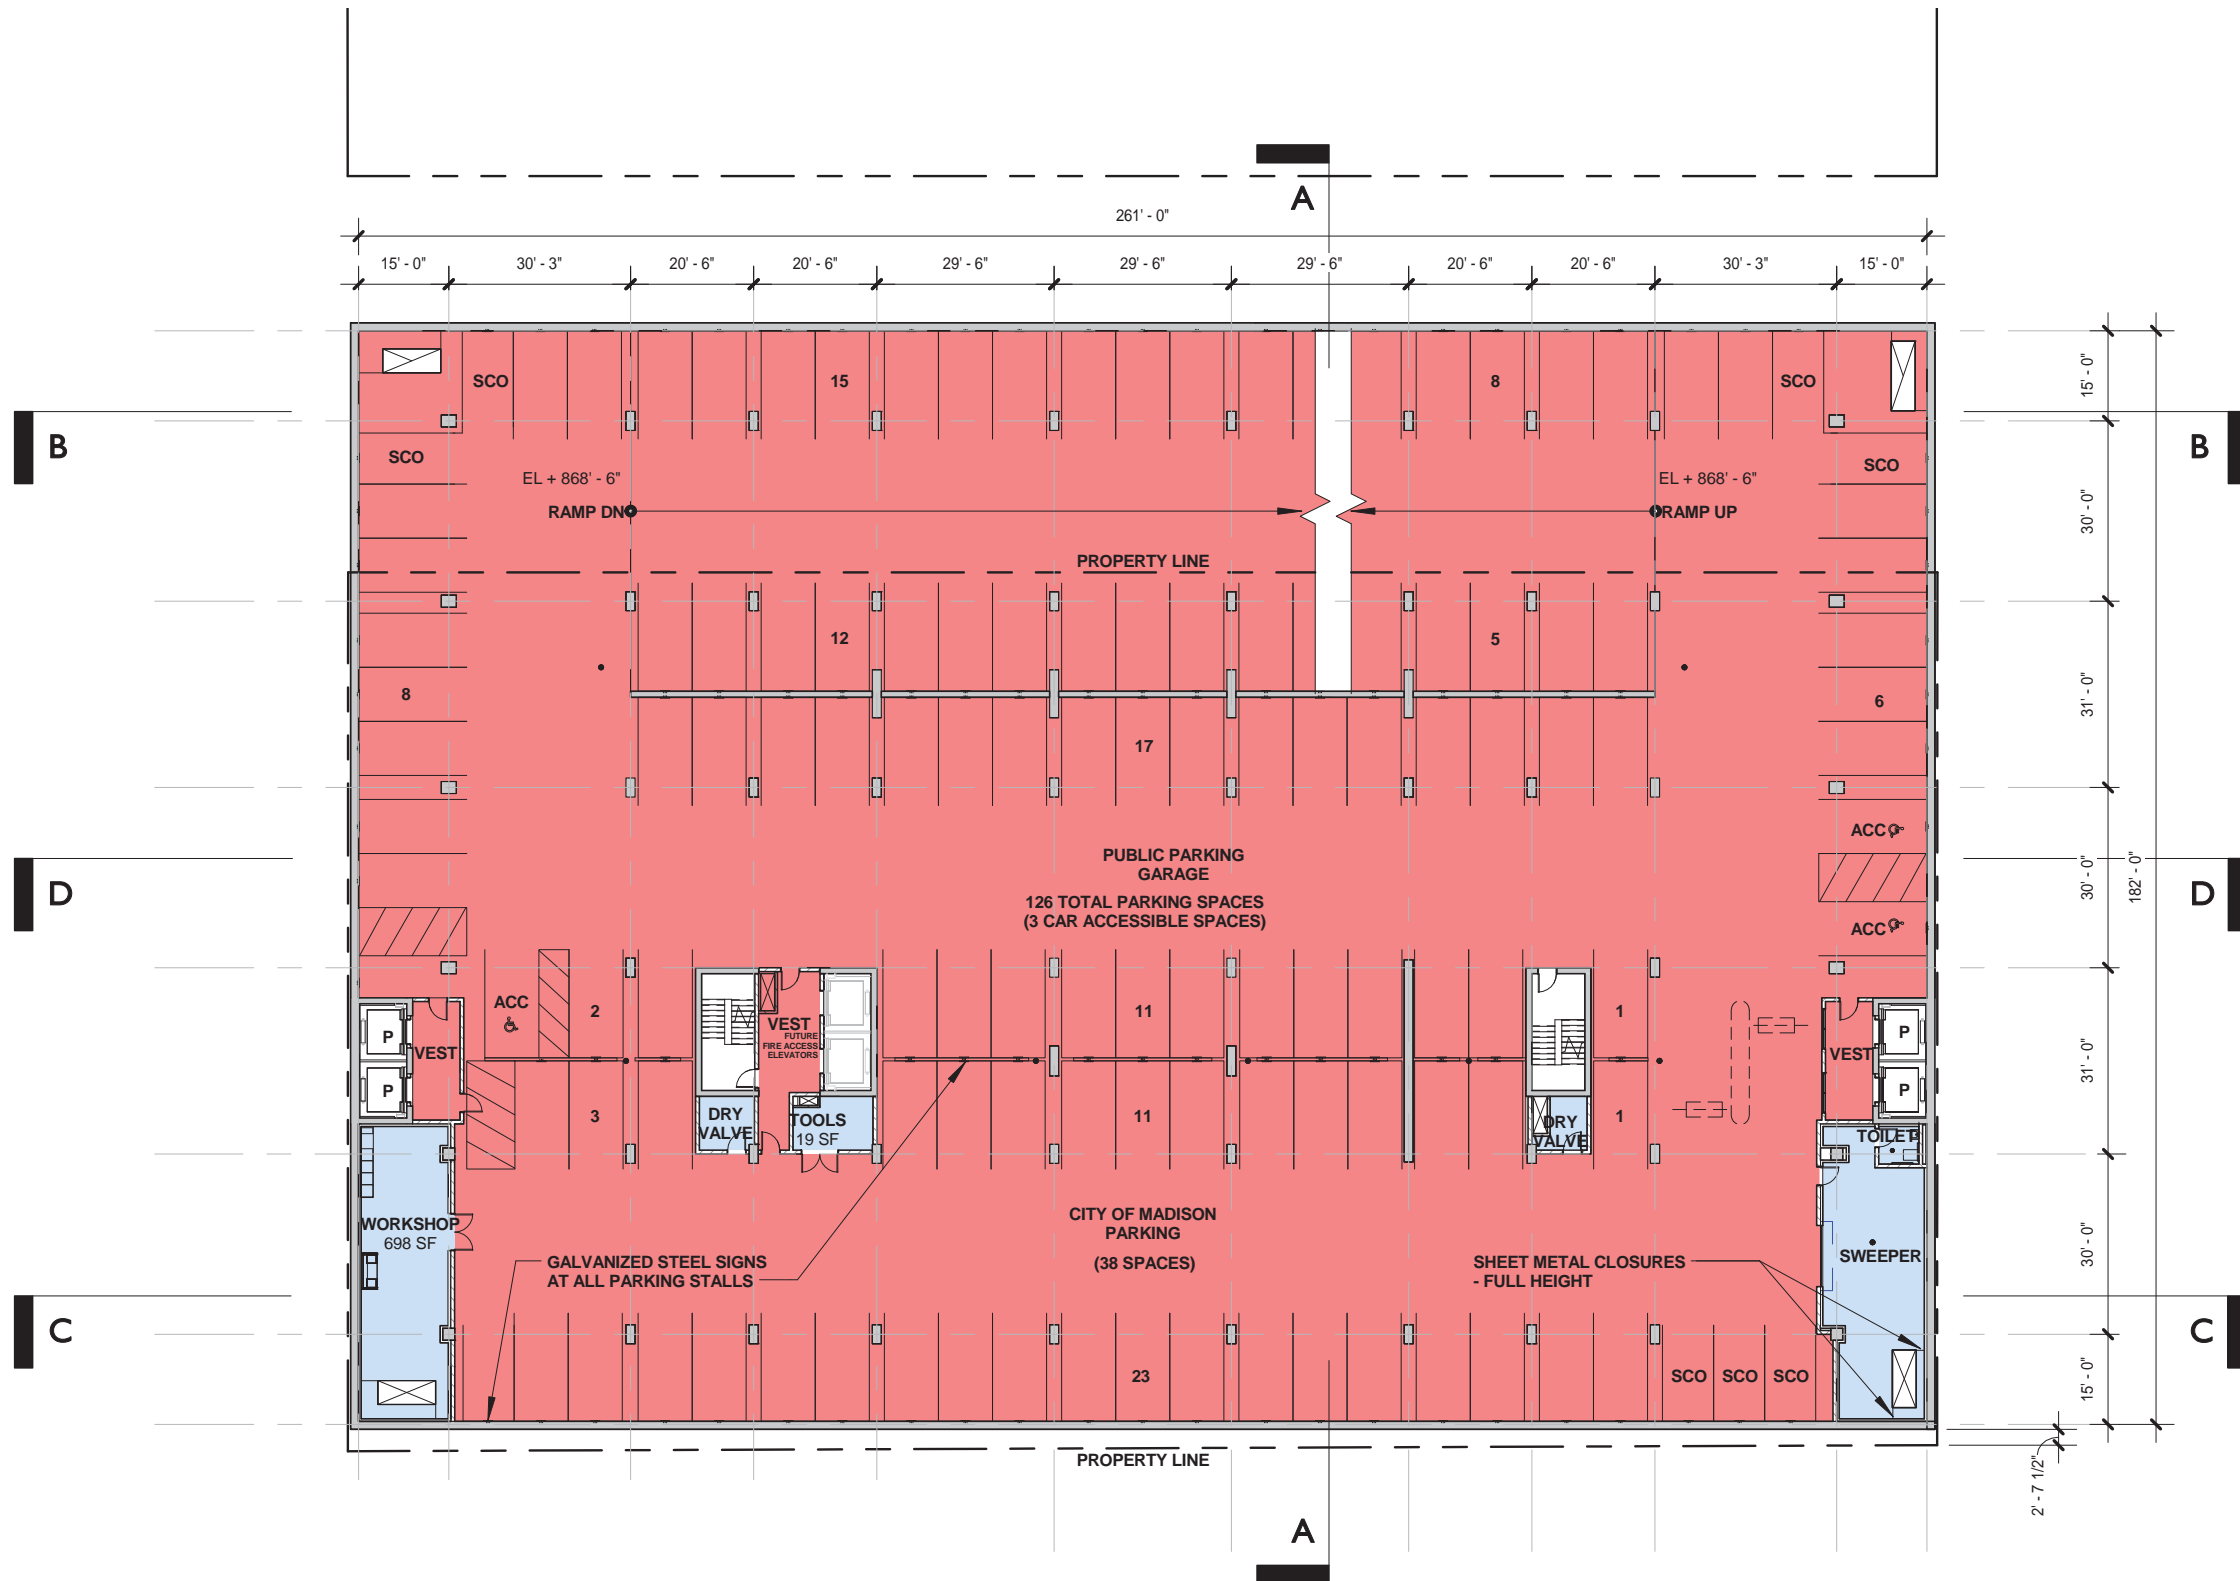 A
261' - 0"
15' - 0"
30' - 3"
20' - 6"
20' - 6"
29' - 6"
29' - 6"
29' - 6"
20' - 6"
20' - 6"
30' - 3"
15' - 0"
SCO
15
8
SCO
15' - 0"
B
SCO
SCO
B
EL + 868' - 6"
EL + 868' - 6"
RAMP DN
RAMP UP
30' - 0"
PROPERTY LINE
12
5
8
6
31' - 0"
17
ACC
PUBLIC PARKING
GARAGE
D
126 TOTAL PARKING SPACES
(3 CAR ACCESSIBLE SPACES)
30' - 0"
182' - 0"
D
ACC
ACC
2
11
1
P
VEST
VEST
FUTURE
FIRE ACCESS
ELEVATORS
VEST
P
31' - 0"
P
P
3
DRY
VALVE
TOOLS
19 SF
11
DRY
VALVE
1
TOILET
WORKSHOP
698 SF
CITY OF MADISON
PARKING
(38 SPACES)
30' - 0"
SWEEPER
GALVANIZED STEEL SIGNS
AT ALL PARKING STALLS
SHEET METAL CLOSURES
- FULL HEIGHT
C
C
23
SCO
SCO
SCO
15' - 0"
PROPERTY LINE
2' - 7 1/2"
A